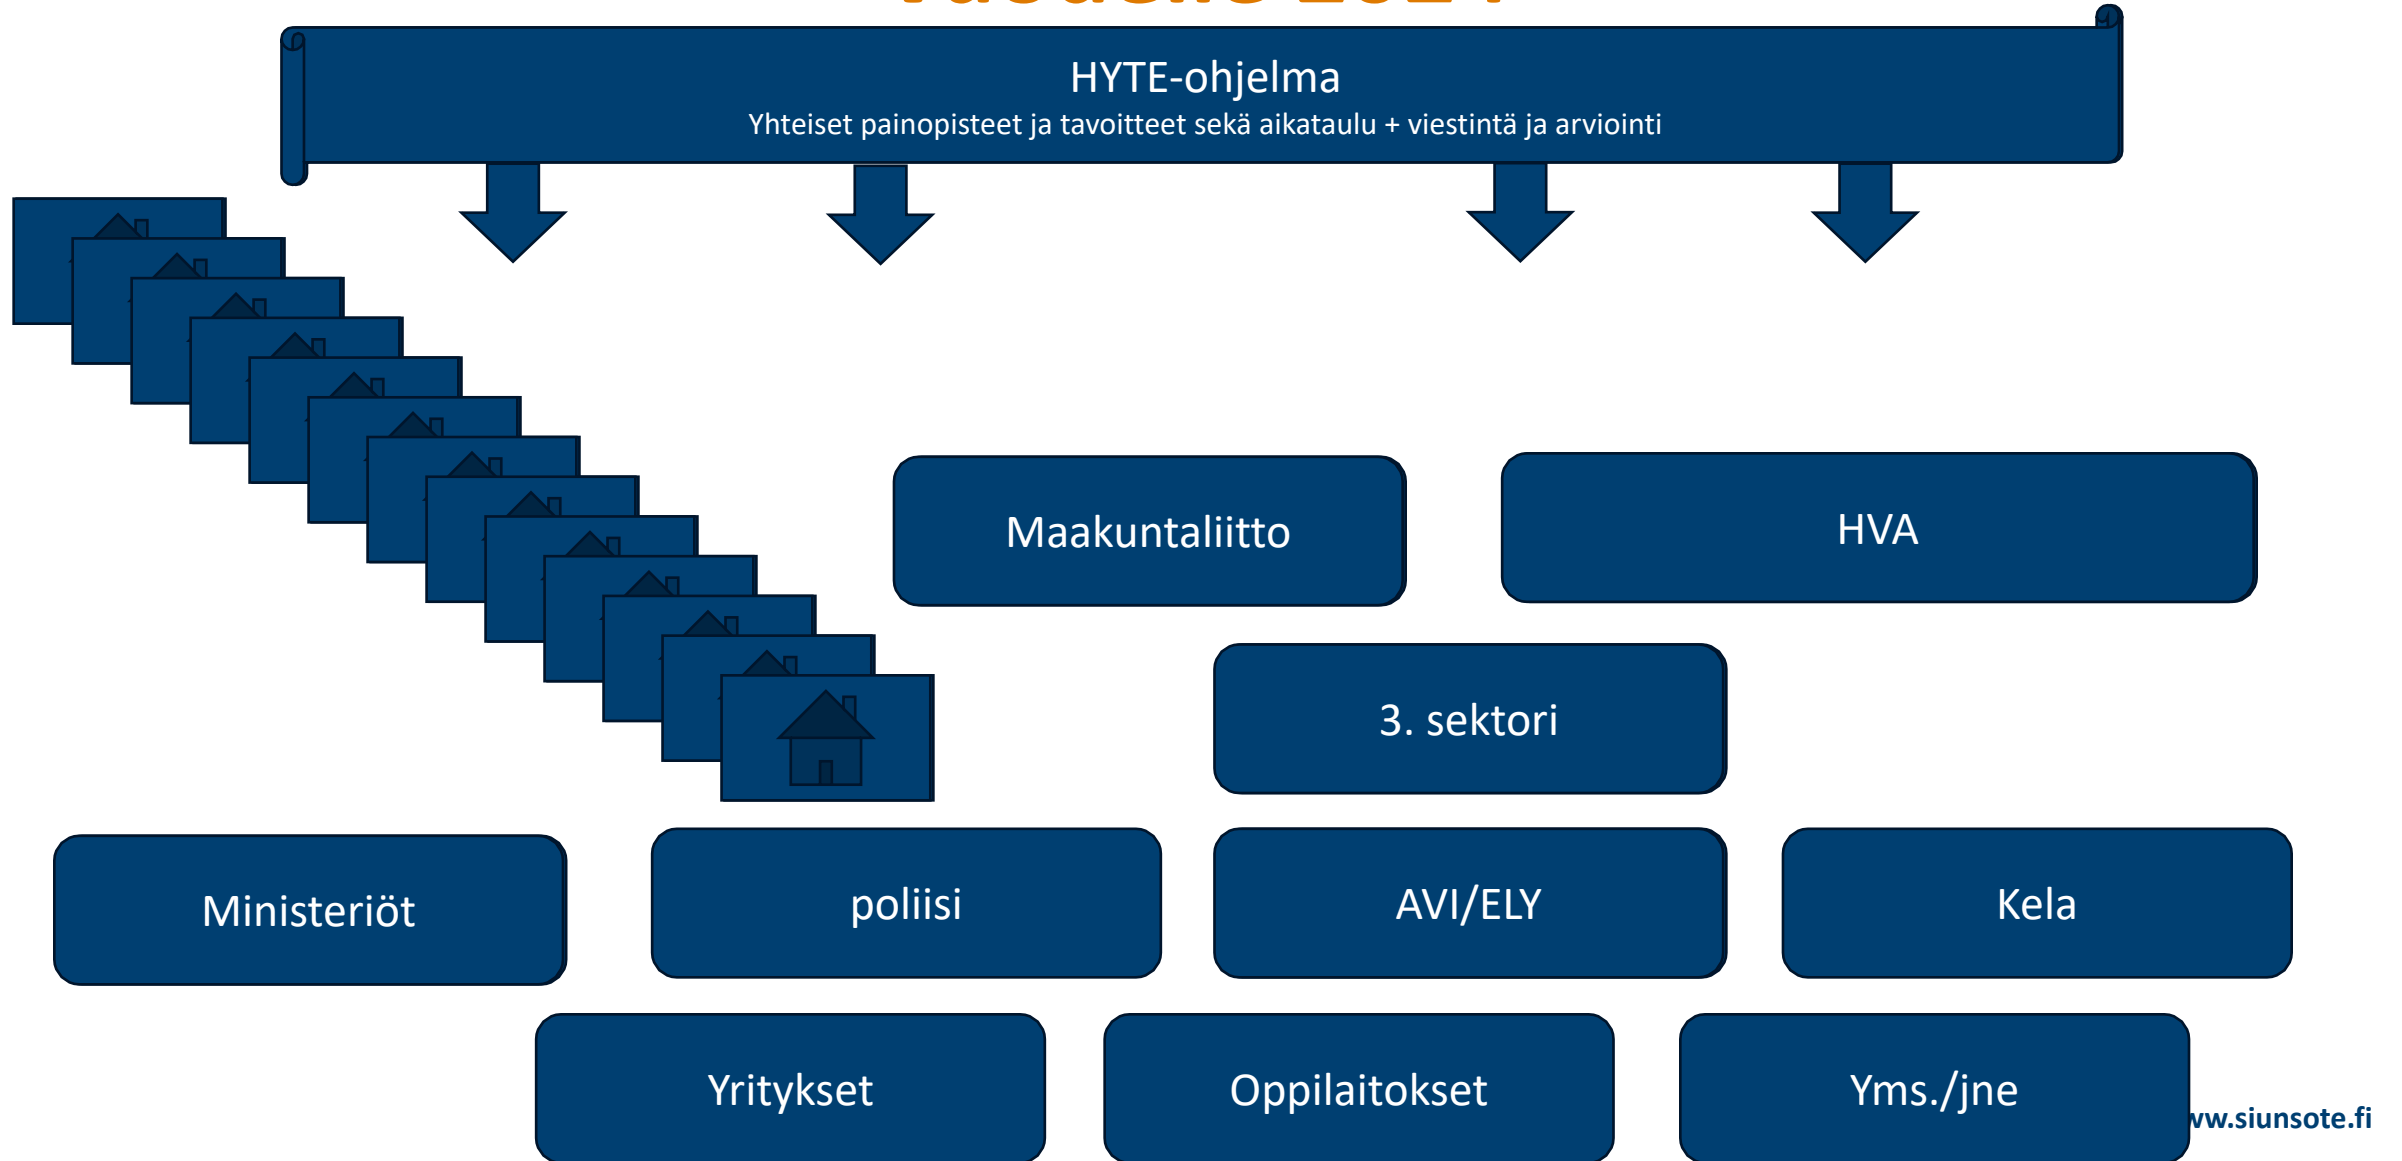 HYTE-ohjelma
Yhteiset painopisteet ja tavoitteet sekä aikataulu + viestintä ja arviointi
Maakuntaliitto
HVA
3. sektori
Ministeriöt
poliisi
AVI/ELY
Kela
Yritykset
Oppilaitokset
Yms./jne
ww.siunsote.fi